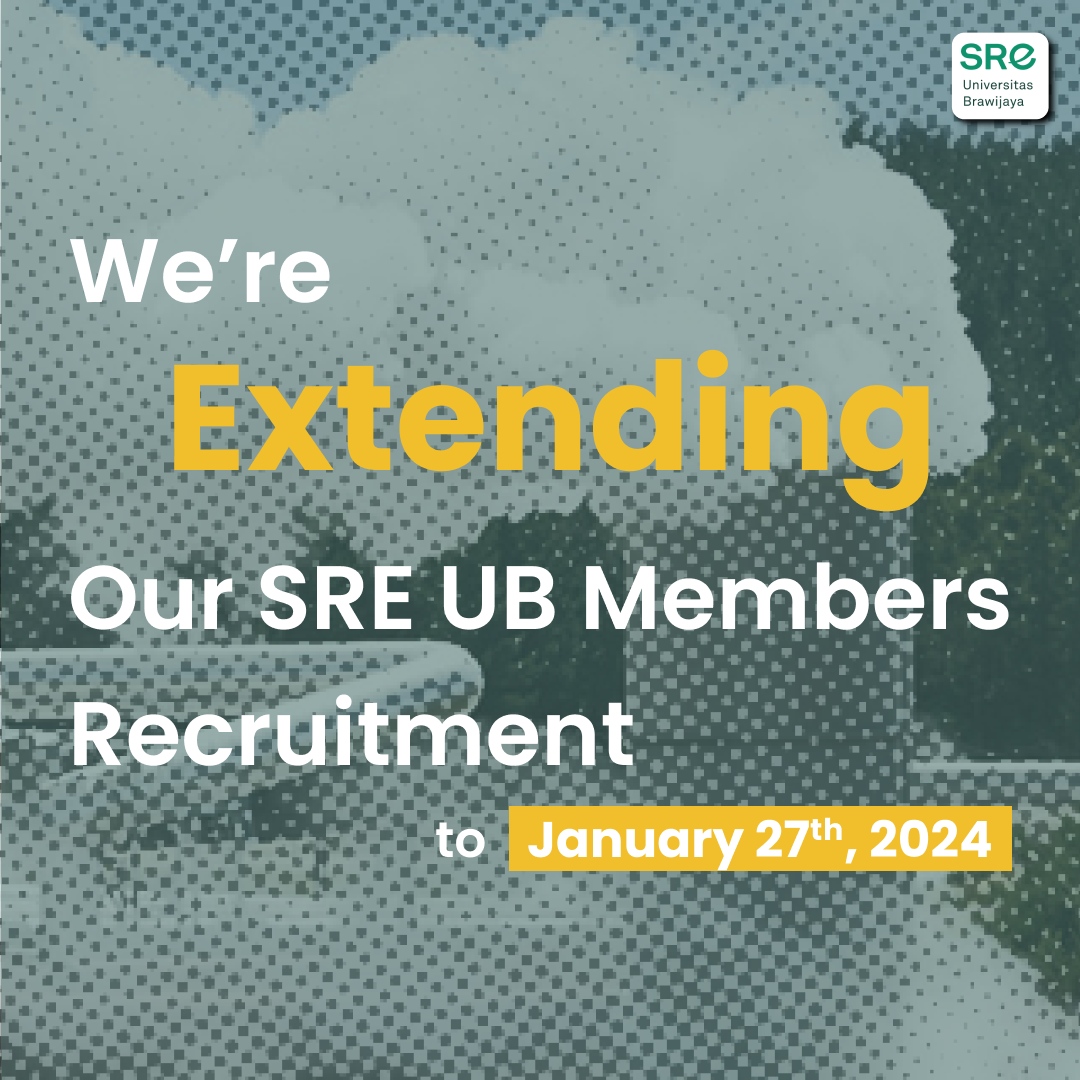 SRE
Universitas
Brawijaya
We’re
Extending
Our SRE UB Members
Recruitment
to January 27th, 2024